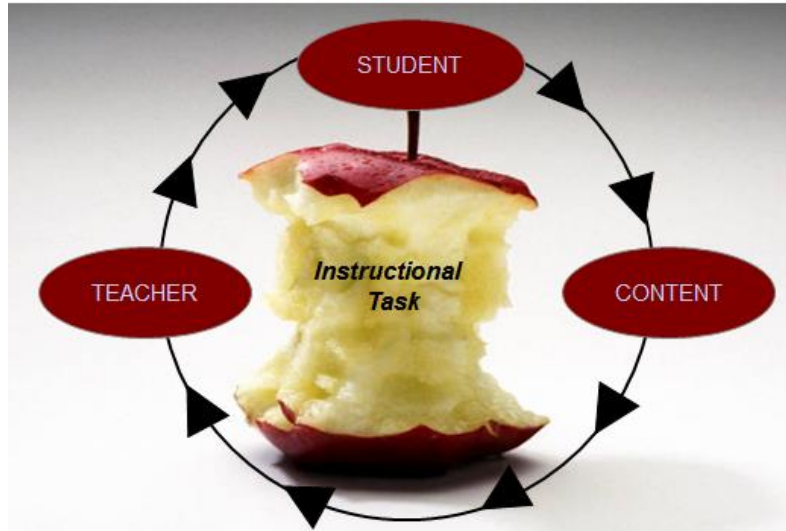 STUDENT
TEACHER
Instructional
Task
CONTENT